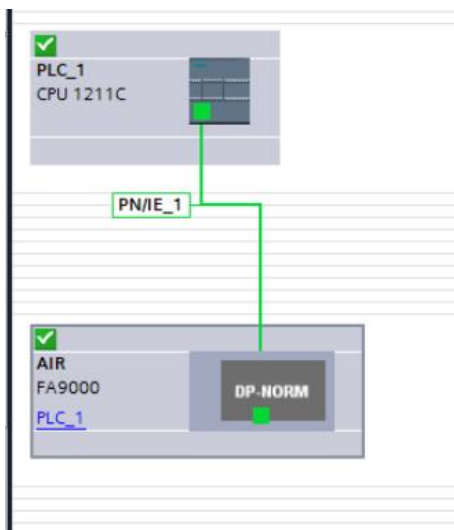 PLC_1
CPU 1211C
PN/IE_1
AIR
FA9000
DP-NORM
PLC_1